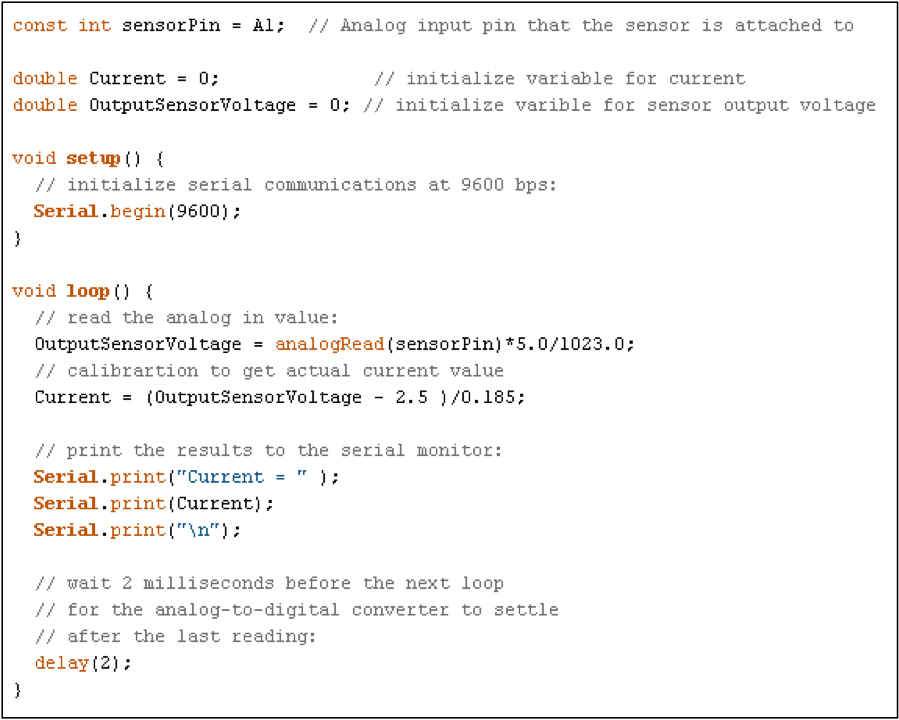 const int sensorPin = A1;  // Analog input pin that the sensor is attached to
double Current = 0;              // initialize variable for current
double OutputSensorVoltage = 0; // initialize varible for sensor output voltage
void setup() {
  // initialize serial communications at 9600 bps:
  Serial.begin(9600);
}
void loop() {
  // read the analog in value:
  OutputSensorVoltage = analogRead(sensorPin)*5.0/1023.0;
  // calibrartion to get actual current value
  Current = (OutputSensorVoltage - 2.5 )/0.185;
  // print the results to the serial monitor:
  Serial.print("Current = " );
  Serial.print(Current);
  Serial.print("\n");
  // wait 2 milliseconds before the next loop
  // for the analog-to-digital converter to settle
  // after the last reading:
  delay(2);
}